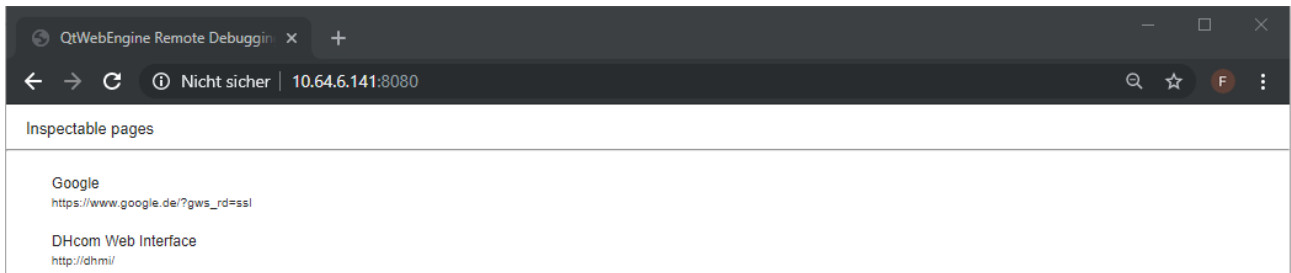 QtWebEngine Remote Debuggin
Nicht sicher | 10.64.6.141:8080
F
Inspectable pages
Google
https://www.google.de/?gws_rd=ssl
DHcom Web Interface
http://dhmi/